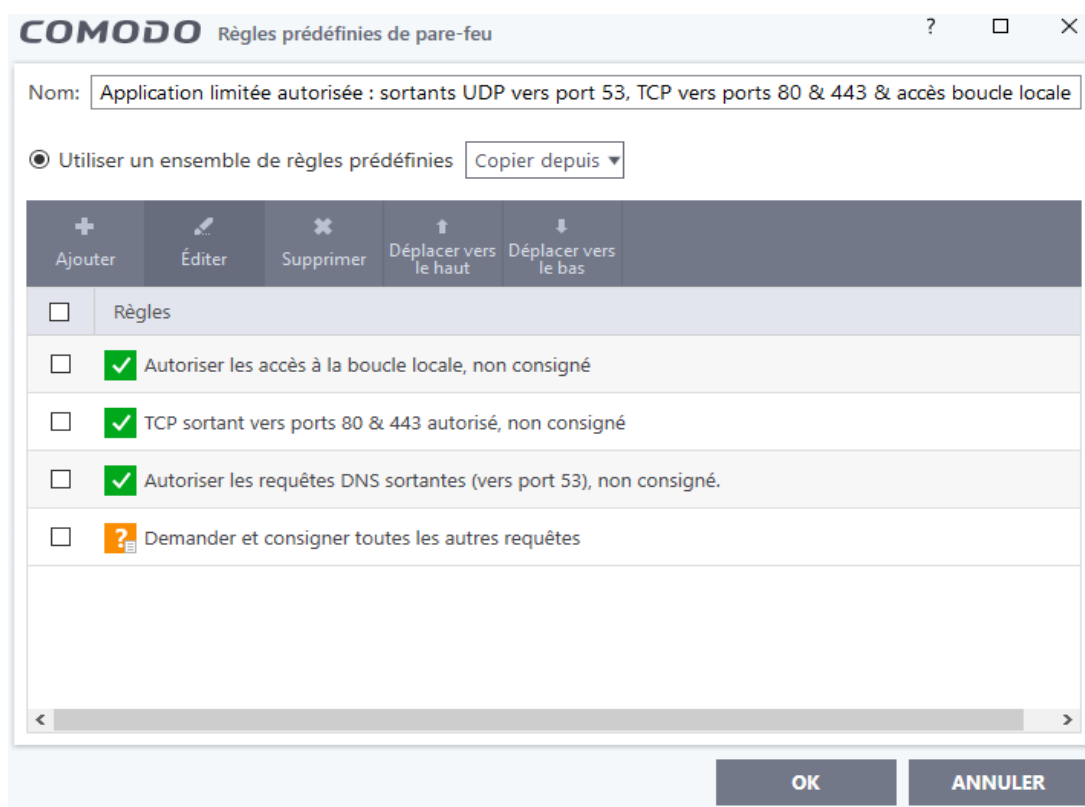 COMODO Règles prédéfinies de pare-feu ?
Nom: Application limitée autorisée : sortants UDP vers port 53, TCP vers ports 80 & 443 & accès boucle locale
Utiliser un ensemble de règles prédéfinies Copier depuis
Ajouter Éditer Supprimer Déplacer vers le haut Déplacer vers le bas
Règles
Autoriser les accès à la boucle locale, non consigné
TCP sortant vers ports 80 & 443 autorisé, non consigné
Autoriser les requêtes DNS sortantes (vers port 53), non consigné.
? Demander et consigner toutes les autres requêtes
OK ANNULER